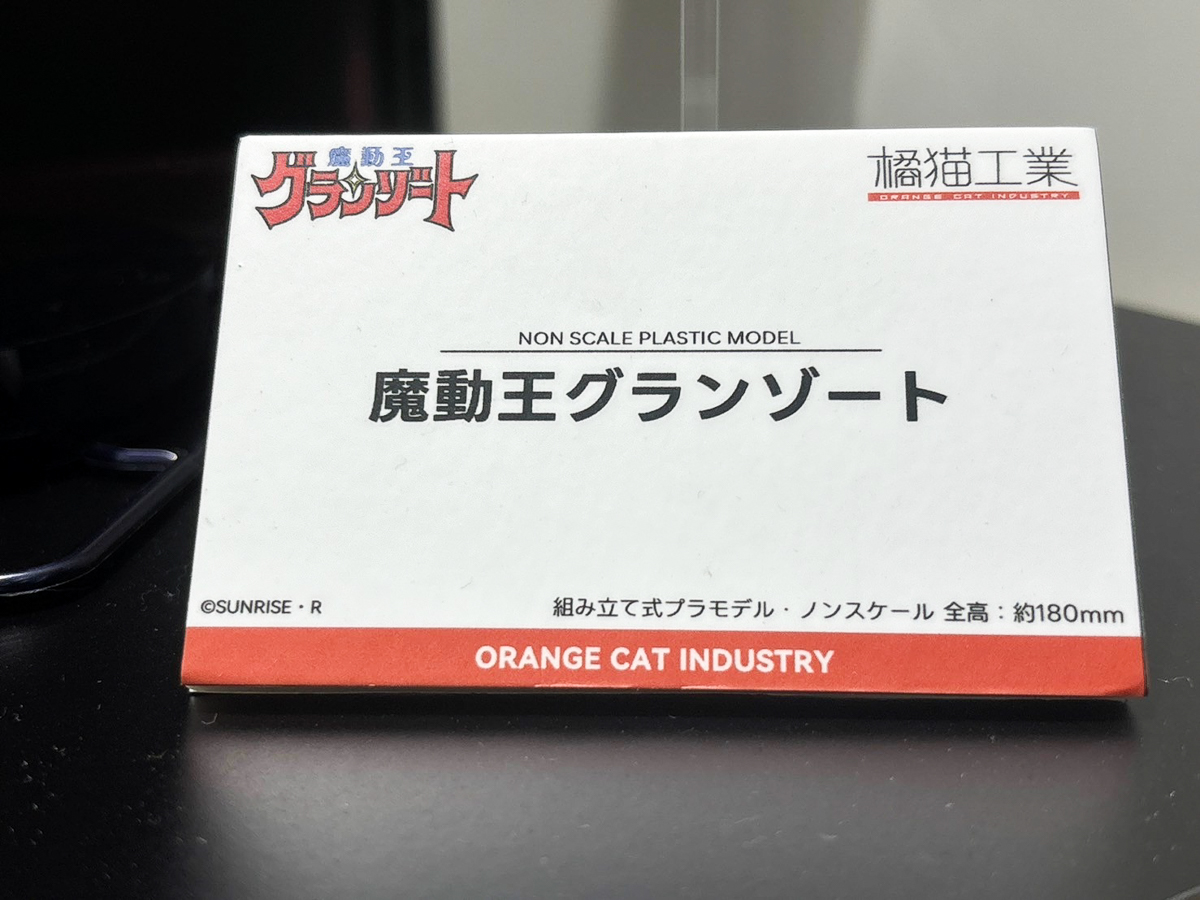 魔動王
グランゾート
橘猫工業
ORANGE CAT INDUSTRY
NON SCALE PLASTIC MODEL
魔動王グランゾート
©SUNRISE・R
組み立て式プラモデル・ノンスケール 全高：約180mm
ORANGE CAT INDUSTRY